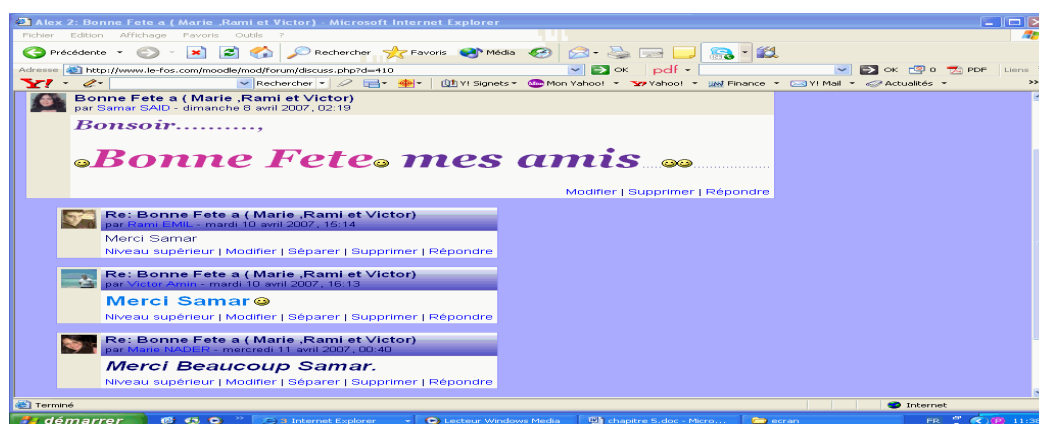 Alex 2: Bonne Fete a ( Marie ,Rami et Victor) - Microsoft Internet Explorer
Fichier Edition Affichage Favoris Outils ?
Précédente Rechercher Favoris Média
Adresse http://www.le-fos.com/moodle/mod/forum/discuss.php?d=410 OK pdf OK 0 PDF Liens
Y! Rechercher Y! Signets Mon Yahoo! Yahoo! Finance Y! Mail Actualités
Bonne Fete a ( Marie ,Rami et Victor)
par Samar SAID - dimanche 8 avril 2007, 02:19
Bonsoir..........,
Bonne Fete mes amis
Modifier | Supprimer | Répondre
Re: Bonne Fete a ( Marie ,Rami et Victor)
par Rami EMIL - mardi 10 avril 2007, 15:14
Merci Samar
Niveau supérieur | Modifier | Séparer | Supprimer | Répondre
Re: Bonne Fete a ( Marie ,Rami et Victor)
par Victor Amin - mardi 10 avril 2007, 16:13
Merci Samar
Niveau supérieur | Modifier | Séparer | Supprimer | Répondre
Re: Bonne Fete a ( Marie ,Rami et Victor)
par Marie NADER - mercredi 11 avril 2007, 00:40
Merci Beaucoup Samar.
Niveau supérieur | Modifier | Séparer | Supprimer | Répondre
Terminé Internet
démarrer 3 Internet Explorer Lecteur Windows Media chapitre 5.doc - Micro... ecran FR 11:38